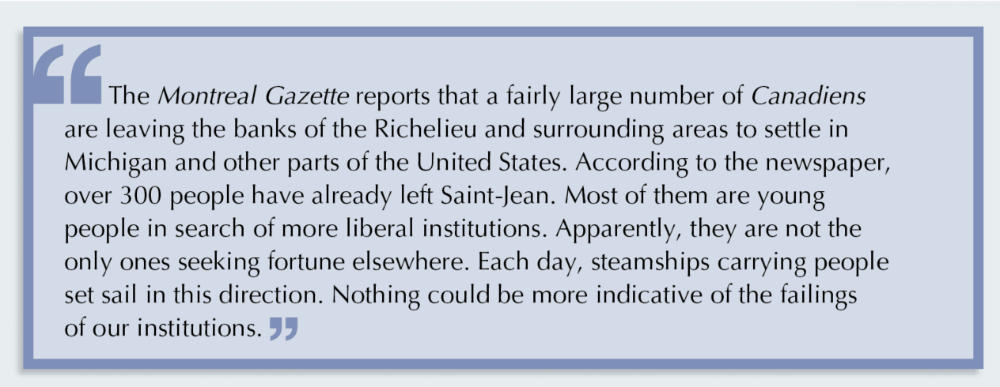 “The Montreal Gazette reports that a fairly large number of Canadiens
are leaving the banks of the Richelieu and surrounding areas to settle in
Michigan and other parts of the United States. According to the newspaper,
over 300 people have already left Saint-Jean. Most of them are young
people in search of more liberal institutions. Apparently, they are not the
only ones seeking fortune elsewhere. Each day, steamships carrying people
set sail in this direction. Nothing could be more indicative of the failings
of our institutions.”